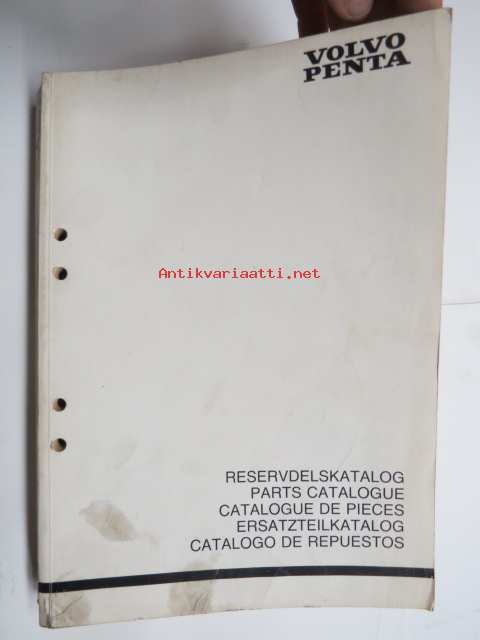 VOLVO
PENTA
Antikvariaatti.net
RESERVDELSKATALOG
PARTS CATALOGUE
CATALOGUE DE PIECES
ERSATZTEILKATALOG
CATALOGO DE REPUESTOS